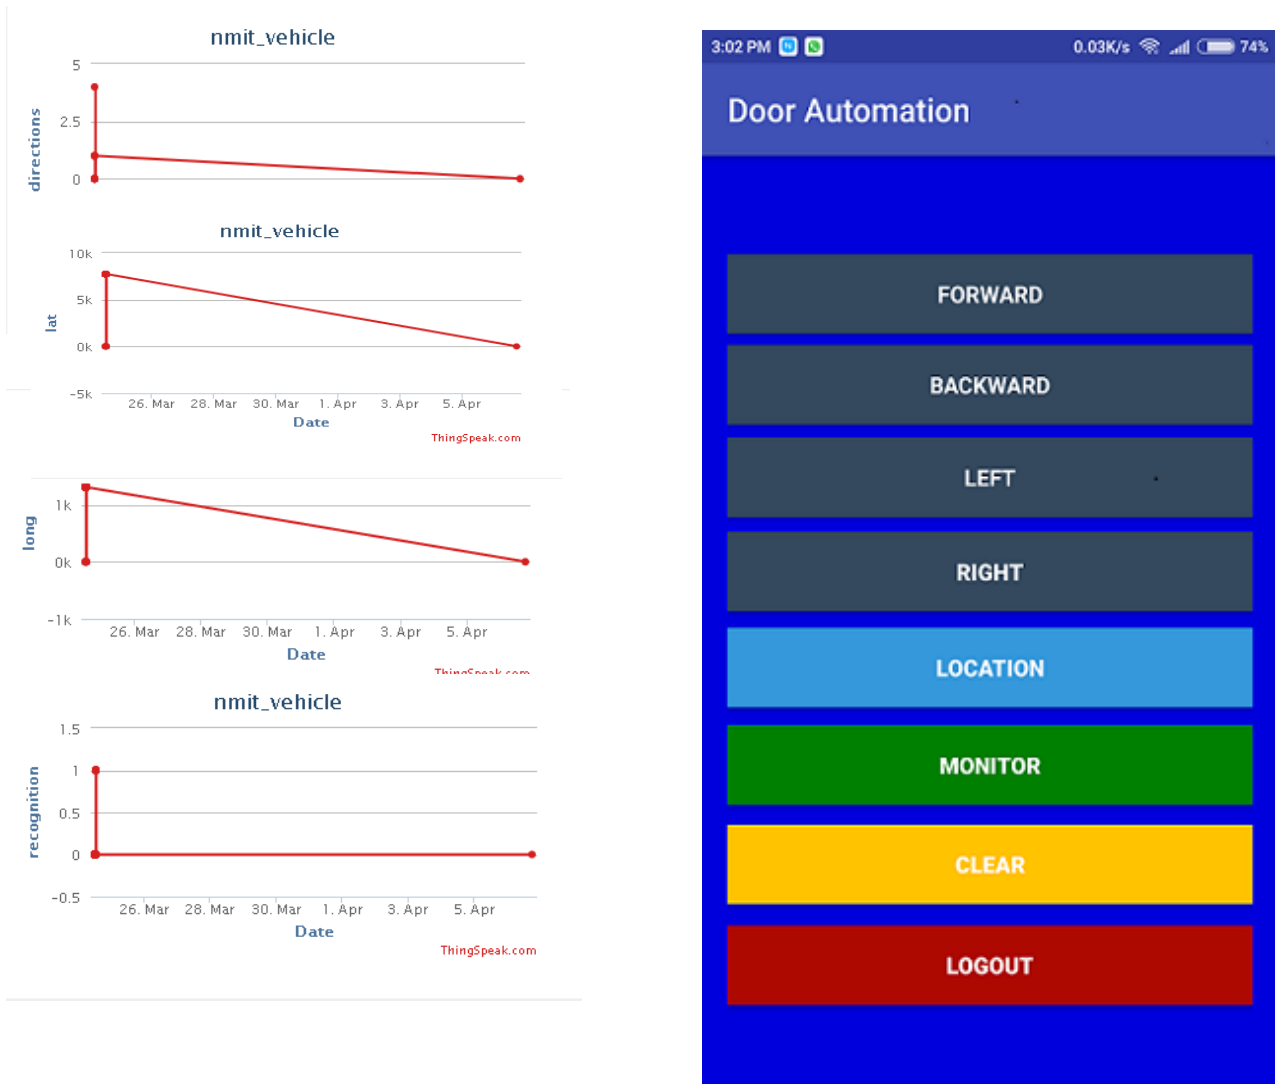 nmit_vehicle
5
2.5
0
directions
nmit_vehicle
10k
5k
0k
-5k
lat
26. Mar 28. Mar 30. Mar 1. Apr 3. Apr 5. Apr
Date
ThingSpeak.com
1k
0k
-1k
long
26. Mar 28. Mar 30. Mar 1. Apr 3. Apr 5. Apr
Date
ThingSpeak.com
nmit_vehicle
1.5
1
0.5
0
-0.5
recognition
26. Mar 28. Mar 30. Mar 1. Apr 3. Apr 5. Apr
Date
ThingSpeak.com
3:02 PM 0.03K/s 74%
Door Automation
FORWARD
BACKWARD
LEFT
RIGHT
LOCATION
MONITOR
CLEAR
LOGOUT